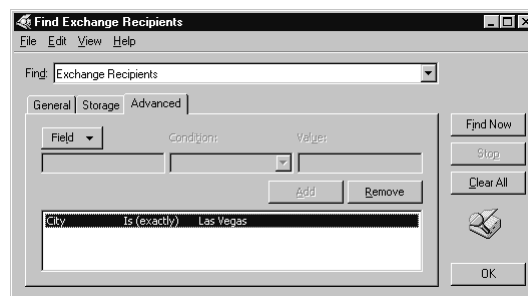 Find Exchange Recipients
File Edit View Help
Find: Exchange Recipients
General Storage Advanced
Field Condition: Value:
Add Remove
City Is (exactly) Las Vegas
Find Now
Stop
Clear All
OK